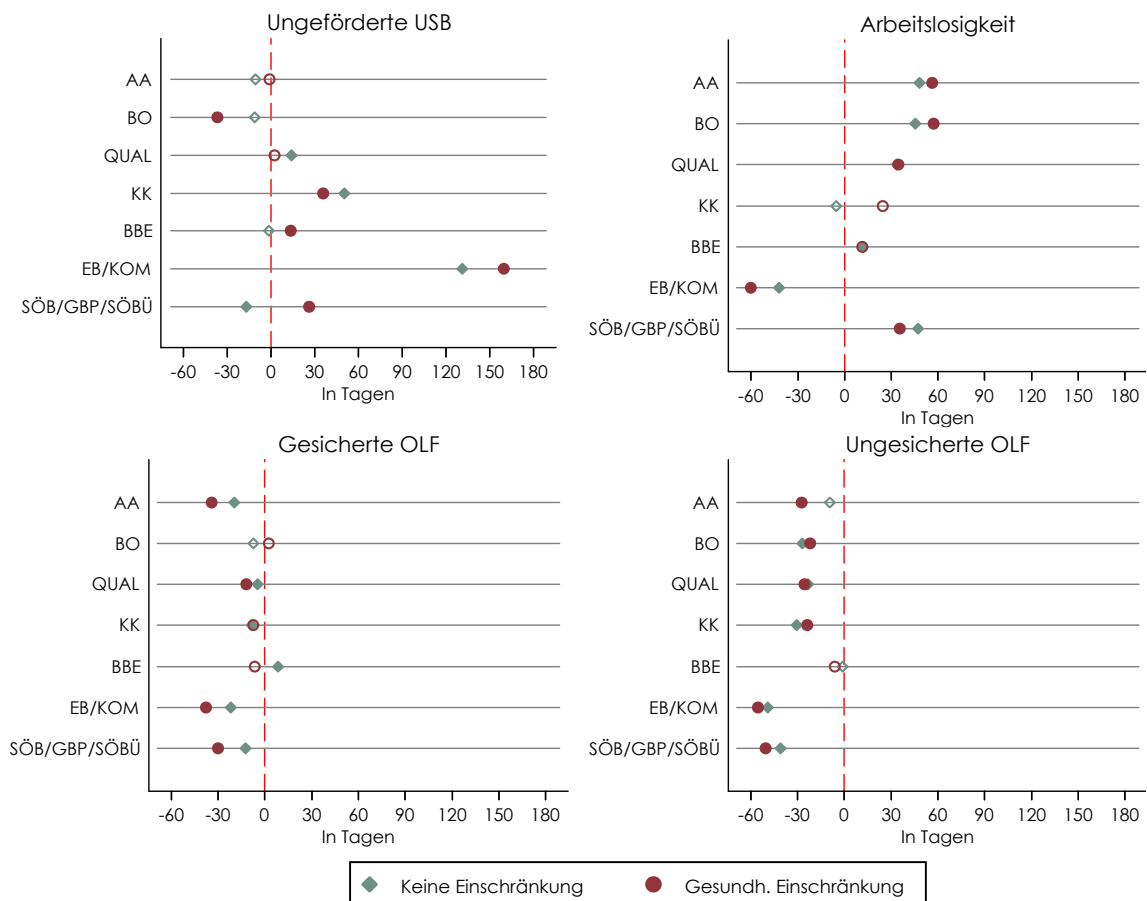 Ungeförderte USB
AA
BO
QUAL
KK
BBE
EB/KOM
SÖB/GBP/SÖBÜ
-60 -30 0 30 60 90 120 150 180
In Tagen
Arbeitslosigkeit
AA
BO
QUAL
KK
BBE
EB/KOM
SÖB/GBP/SÖBÜ
-60 -30 0 30 60 90 120 150 180
In Tagen
Gesicherte OLF
AA
BO
QUAL
KK
BBE
EB/KOM
SÖB/GBP/SÖBÜ
-60 -30 0 30 60 90 120 150 180
In Tagen
Ungesicherte OLF
AA
BO
QUAL
KK
BBE
EB/KOM
SÖB/GBP/SÖBÜ
-60 -30 0 30 60 90 120 150 180
In Tagen
Keine Einschränkung Gesundh. Einschränkung